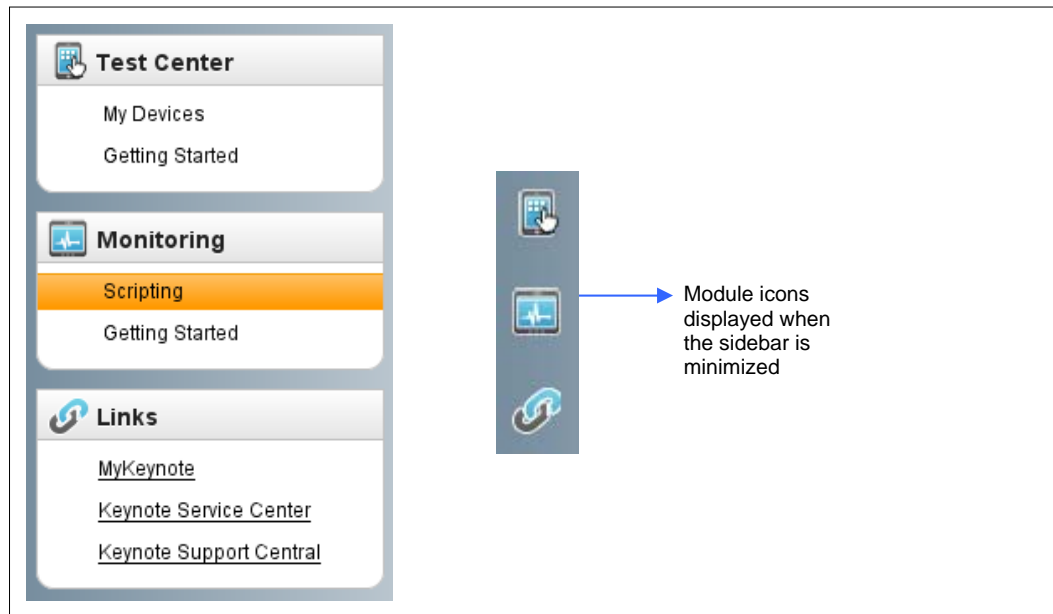 Test Center
My Devices
Getting Started
Monitoring
Scripting
Getting Started
Links
MyKeynote
Keynote Service Center
Keynote Support Central
Module icons
displayed when
the sidebar is
minimized